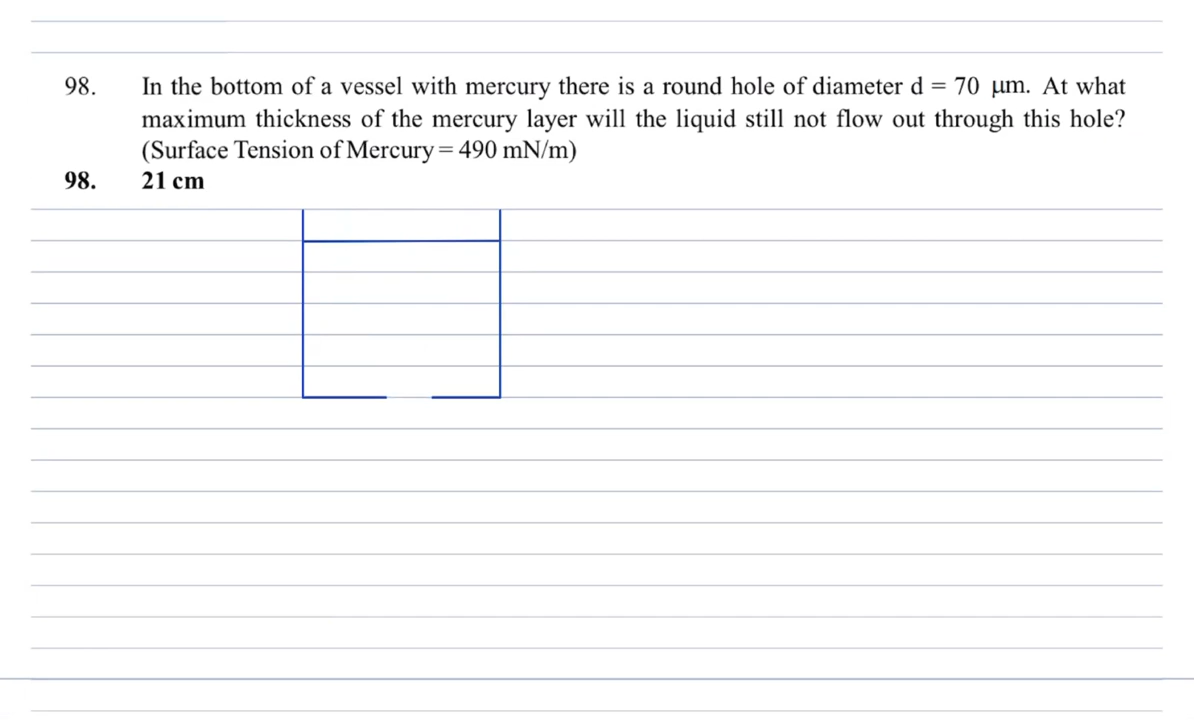 98. In the bottom of a vessel with mercury there is a round hole of diameter d = 70 μm. At what
maximum thickness of the mercury layer will the liquid still not flow out through this hole?
(Surface Tension of Mercury = 490 mN/m)
98. 21 cm